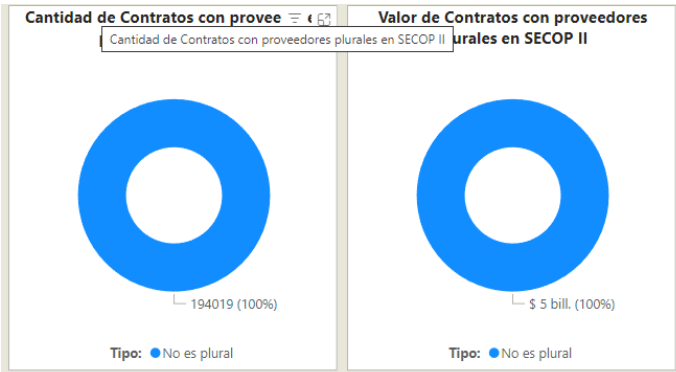 Cantidad de Contratos con provee
Cantidad de Contratos con proveedores plurales en SECOP II
194019 (100%)
Tipo: No es plural
Valor de Contratos con proveedores
urales en SECOP II
$ 5 bill. (100%)
Tipo: No es plural